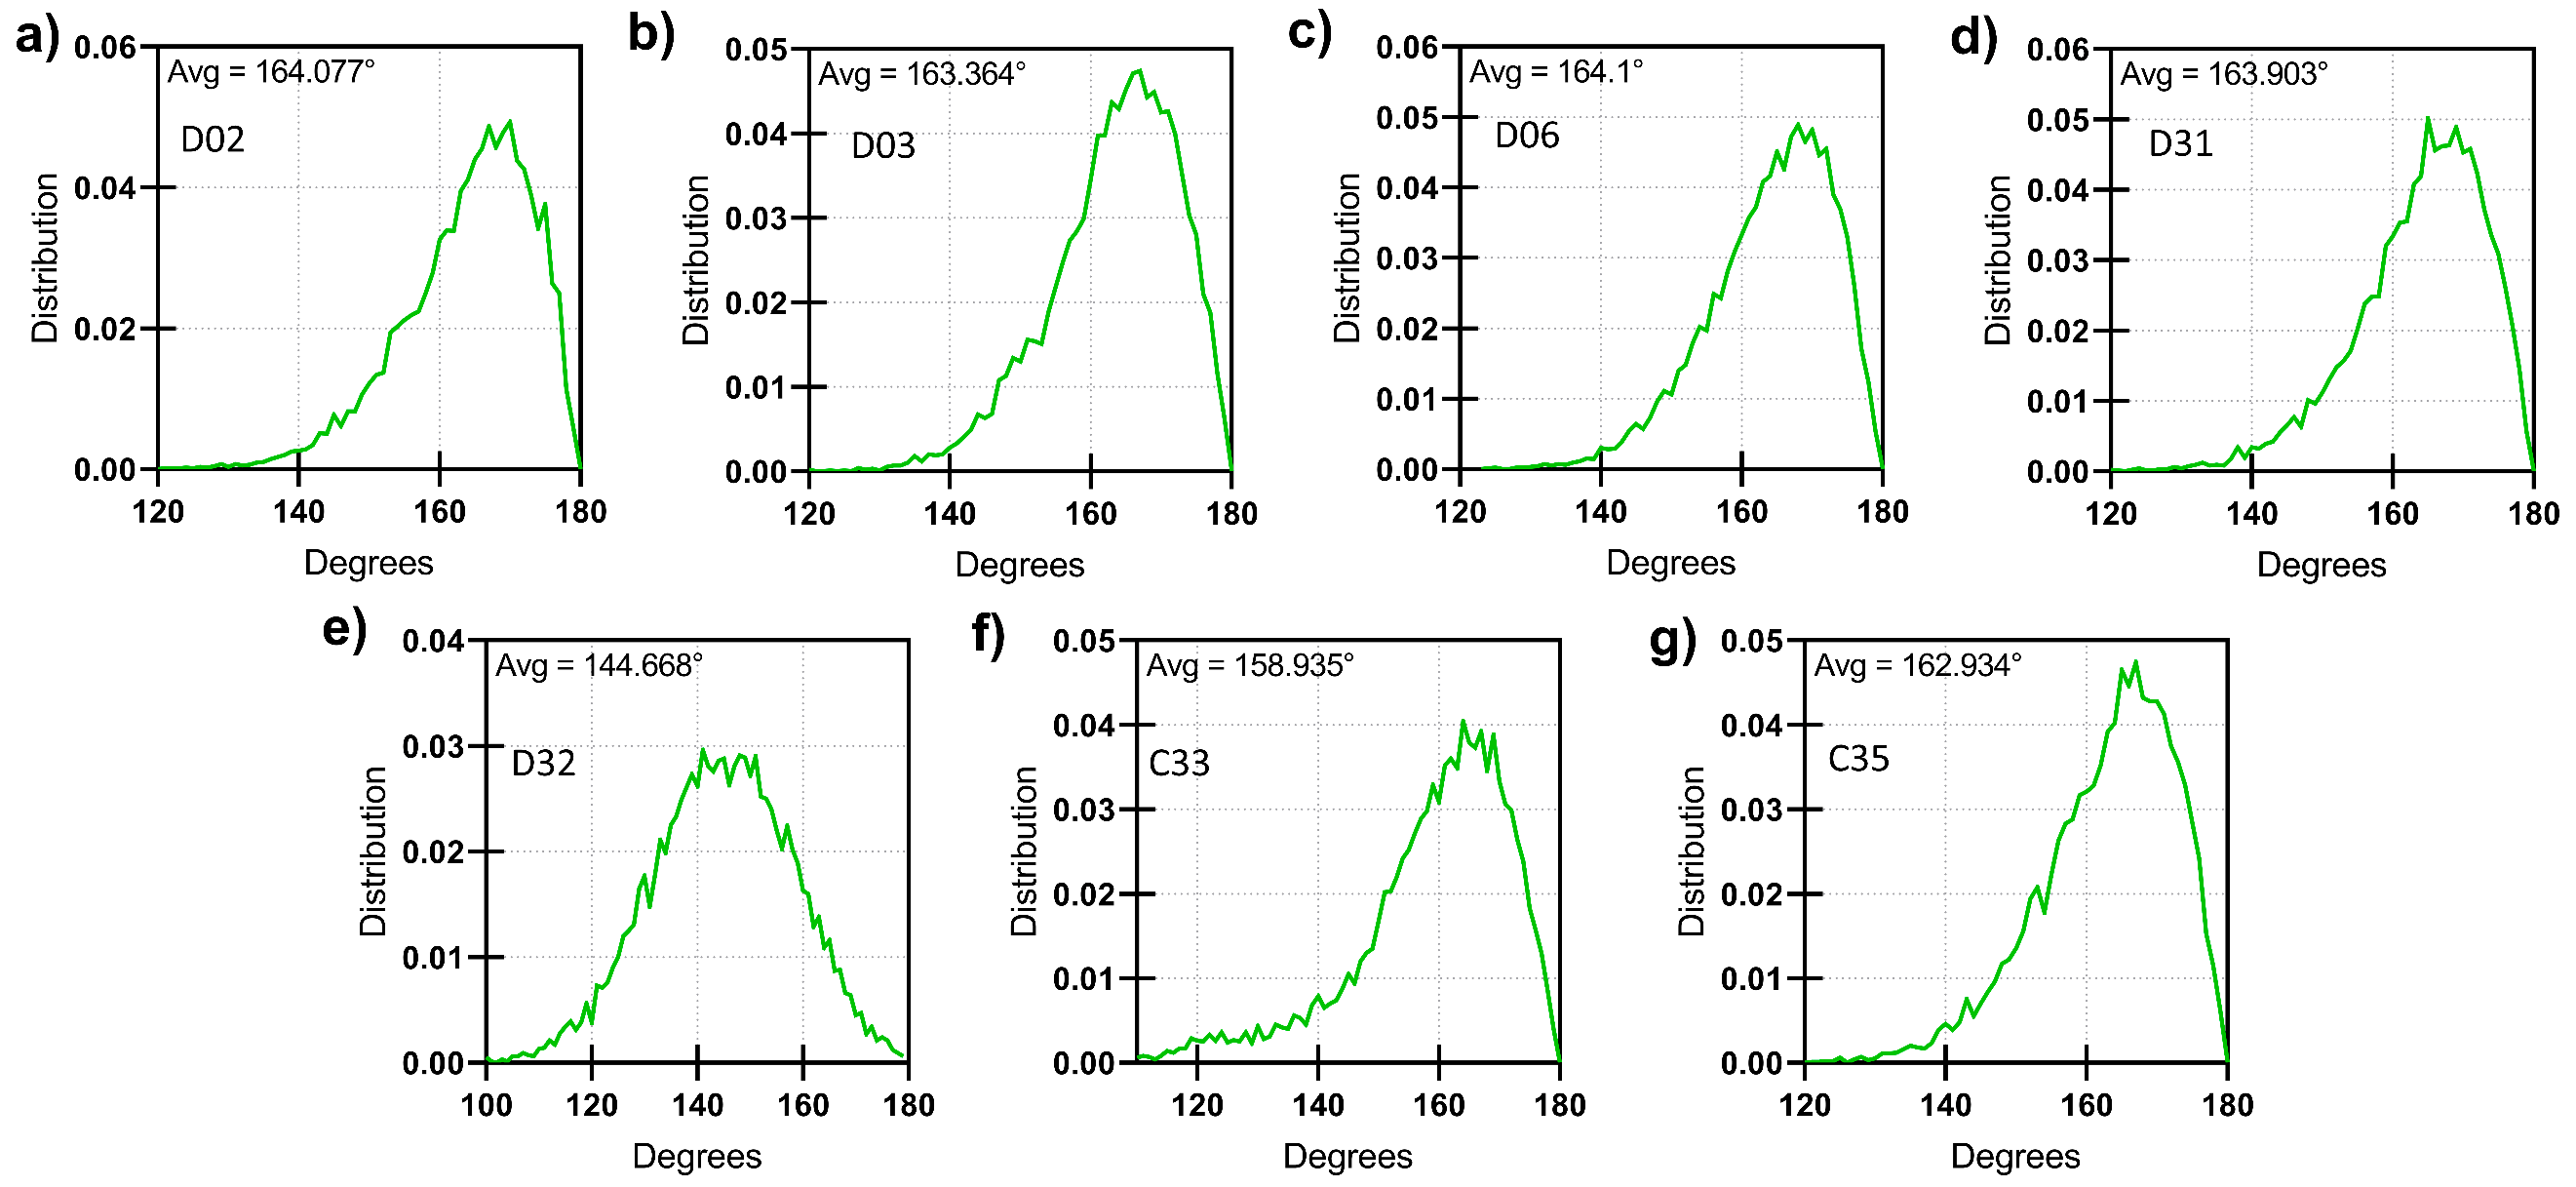 a)
0.06
0.04
0.02
0.00
Distribution
Avg = 164.077°
D02
120 140 160 180
Degrees
b)
0.05
0.04
0.03
0.02
0.01
0.00
Distribution
Avg = 163.364°
D03
120 140 160 180
Degrees
c)
0.06
0.05
0.04
0.03
0.02
0.01
0.00
Distribution
Avg = 164.1°
D06
120 140 160 180
Degrees
d)
0.06
0.05
0.04
0.03
0.02
0.01
0.00
Distribution
Avg = 163.903°
D31
120 140 160 180
Degrees
e)
0.04
0.03
0.02
0.01
0.00
Distribution
Avg = 144.668°
D32
100 120 140 160 180
Degrees
f)
0.05
0.04
0.03
0.02
0.01
0.00
Distribution
Avg = 158.935°
C33
120 140 160 180
Degrees
g)
0.05
0.04
0.03
0.02
0.01
0.00
Distribution
Avg = 162.934°
C35
120 140 160 180
Degrees